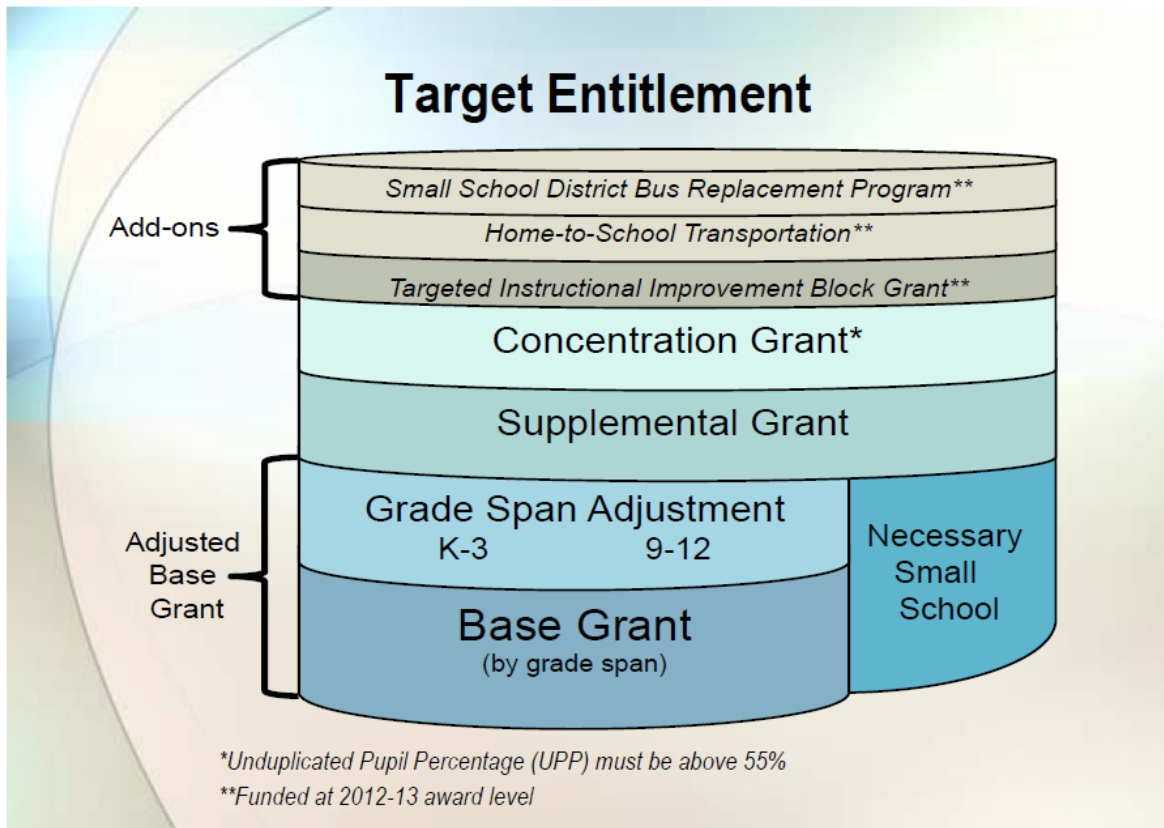 Target Entitlement
Add-ons
Small School District Bus Replacement Program**
Home-to-School Transportation**
Targeted Instructional Improvement Block Grant**
Concentration Grant*
Supplemental Grant
Adjusted
Base
Grant
Grade Span Adjustment
K-3 9-12
Base Grant
(by grade span)
Necessary
Small
School
*Unduplicated Pupil Percentage (UPP) must be above 55%
**Funded at 2012-13 award level